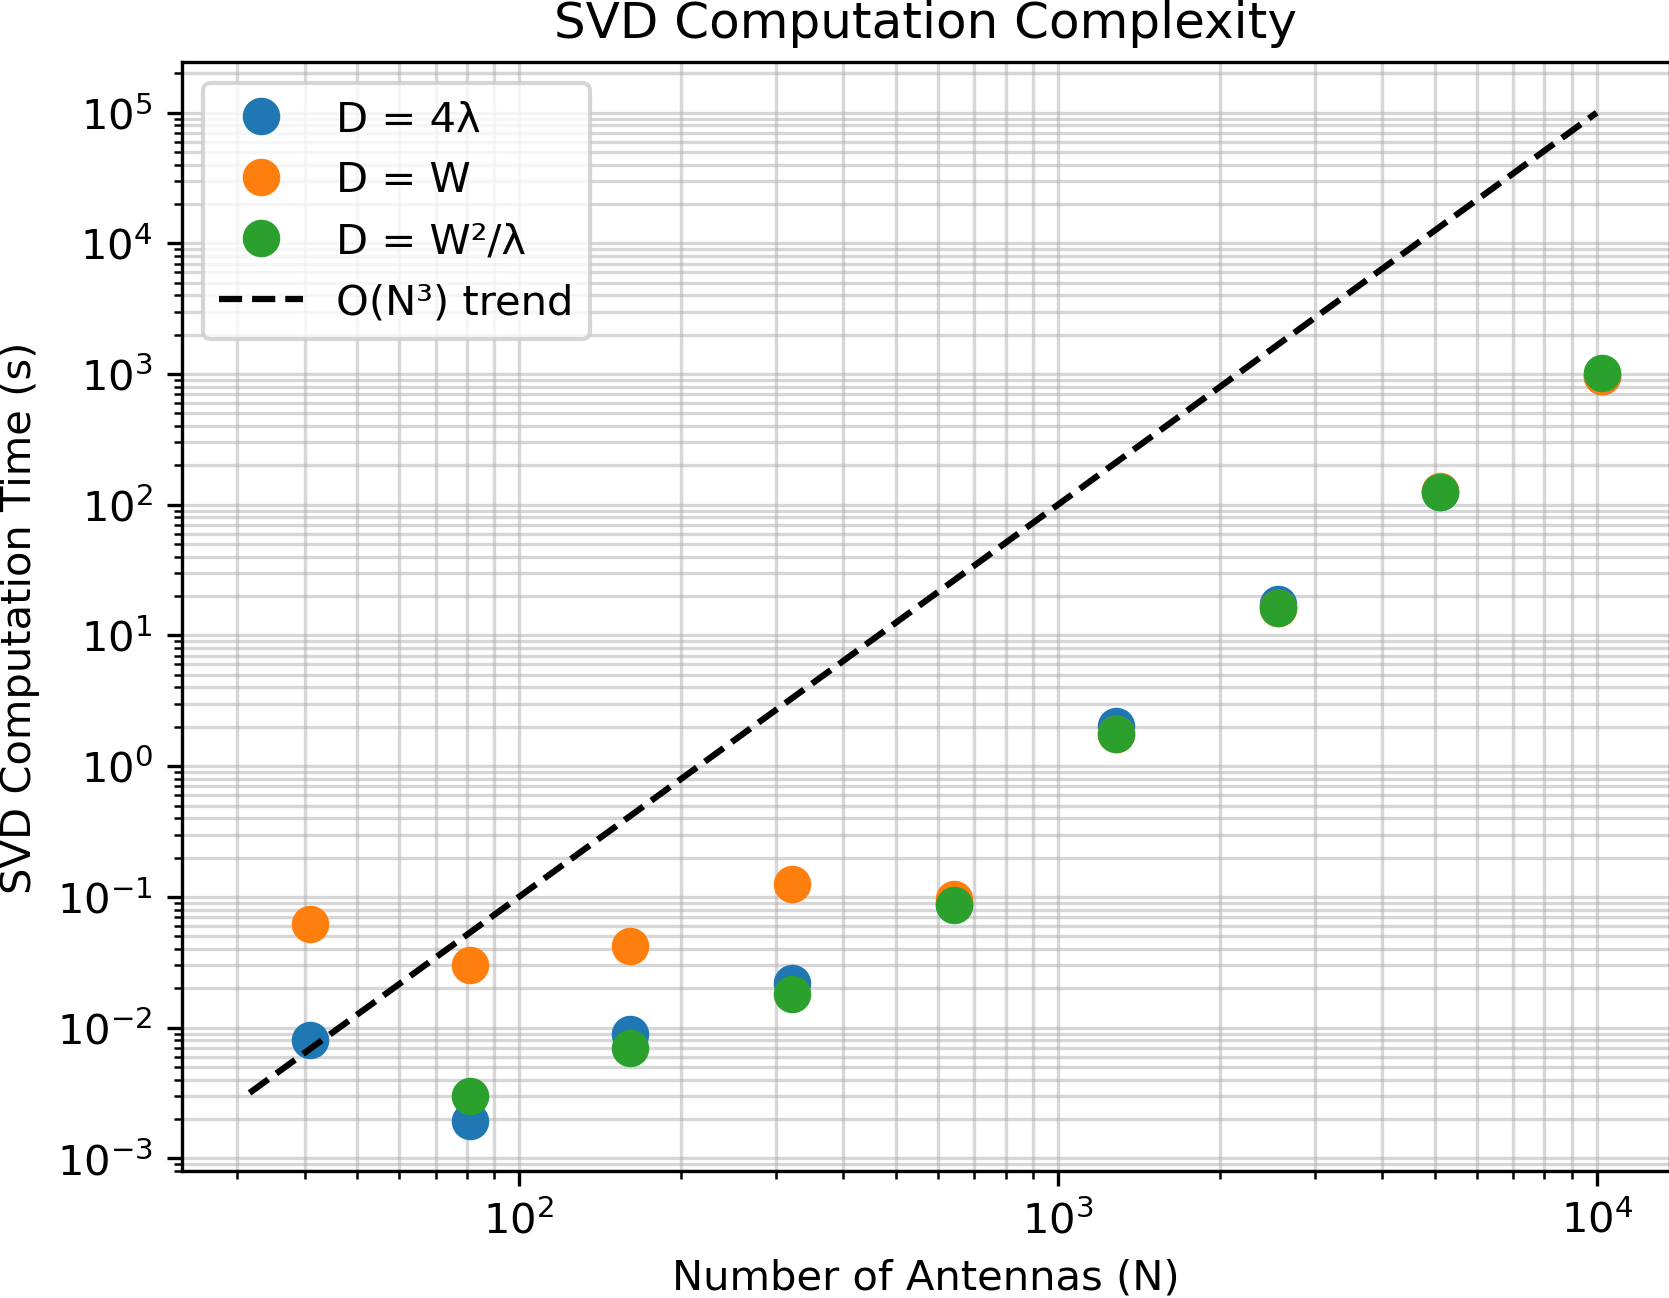 SVD Computation Complexity
D = 4λ
D = W
D = W²/λ
O(N³) trend
SVD Computation Time (s)
10⁵
10⁴
10³
10²
10¹
10⁰
10⁻¹
10⁻²
10⁻³
10²
10³
10⁴
Number of Antennas (N)